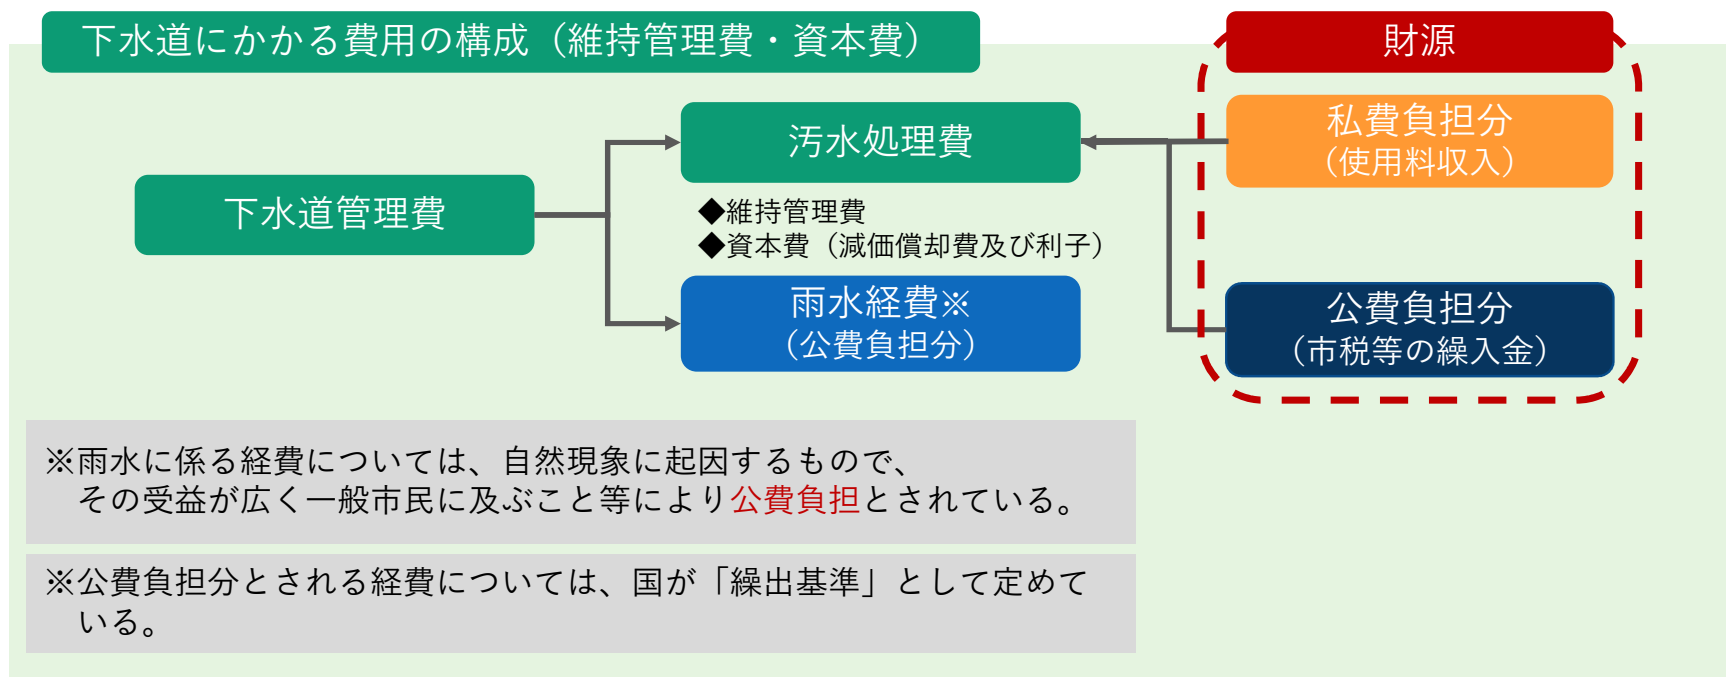 下水道にかかる費用の構成（維持管理費・資本費）
財源
下水道管理費
汚水処理費
◆維持管理費
◆資本費（減価償却費及び利子）
雨水経費※
（公費負担分）
私費負担分
（使用料収入）
公費負担分
（市税等の繰入金）
※雨水に係る経費については、自然現象に起因するもので、
その受益が広く一般市民に及ぶこと等により公費負担とされている。
※公費負担分とされる経費については、国が「繰出基準」として定めて
いる。